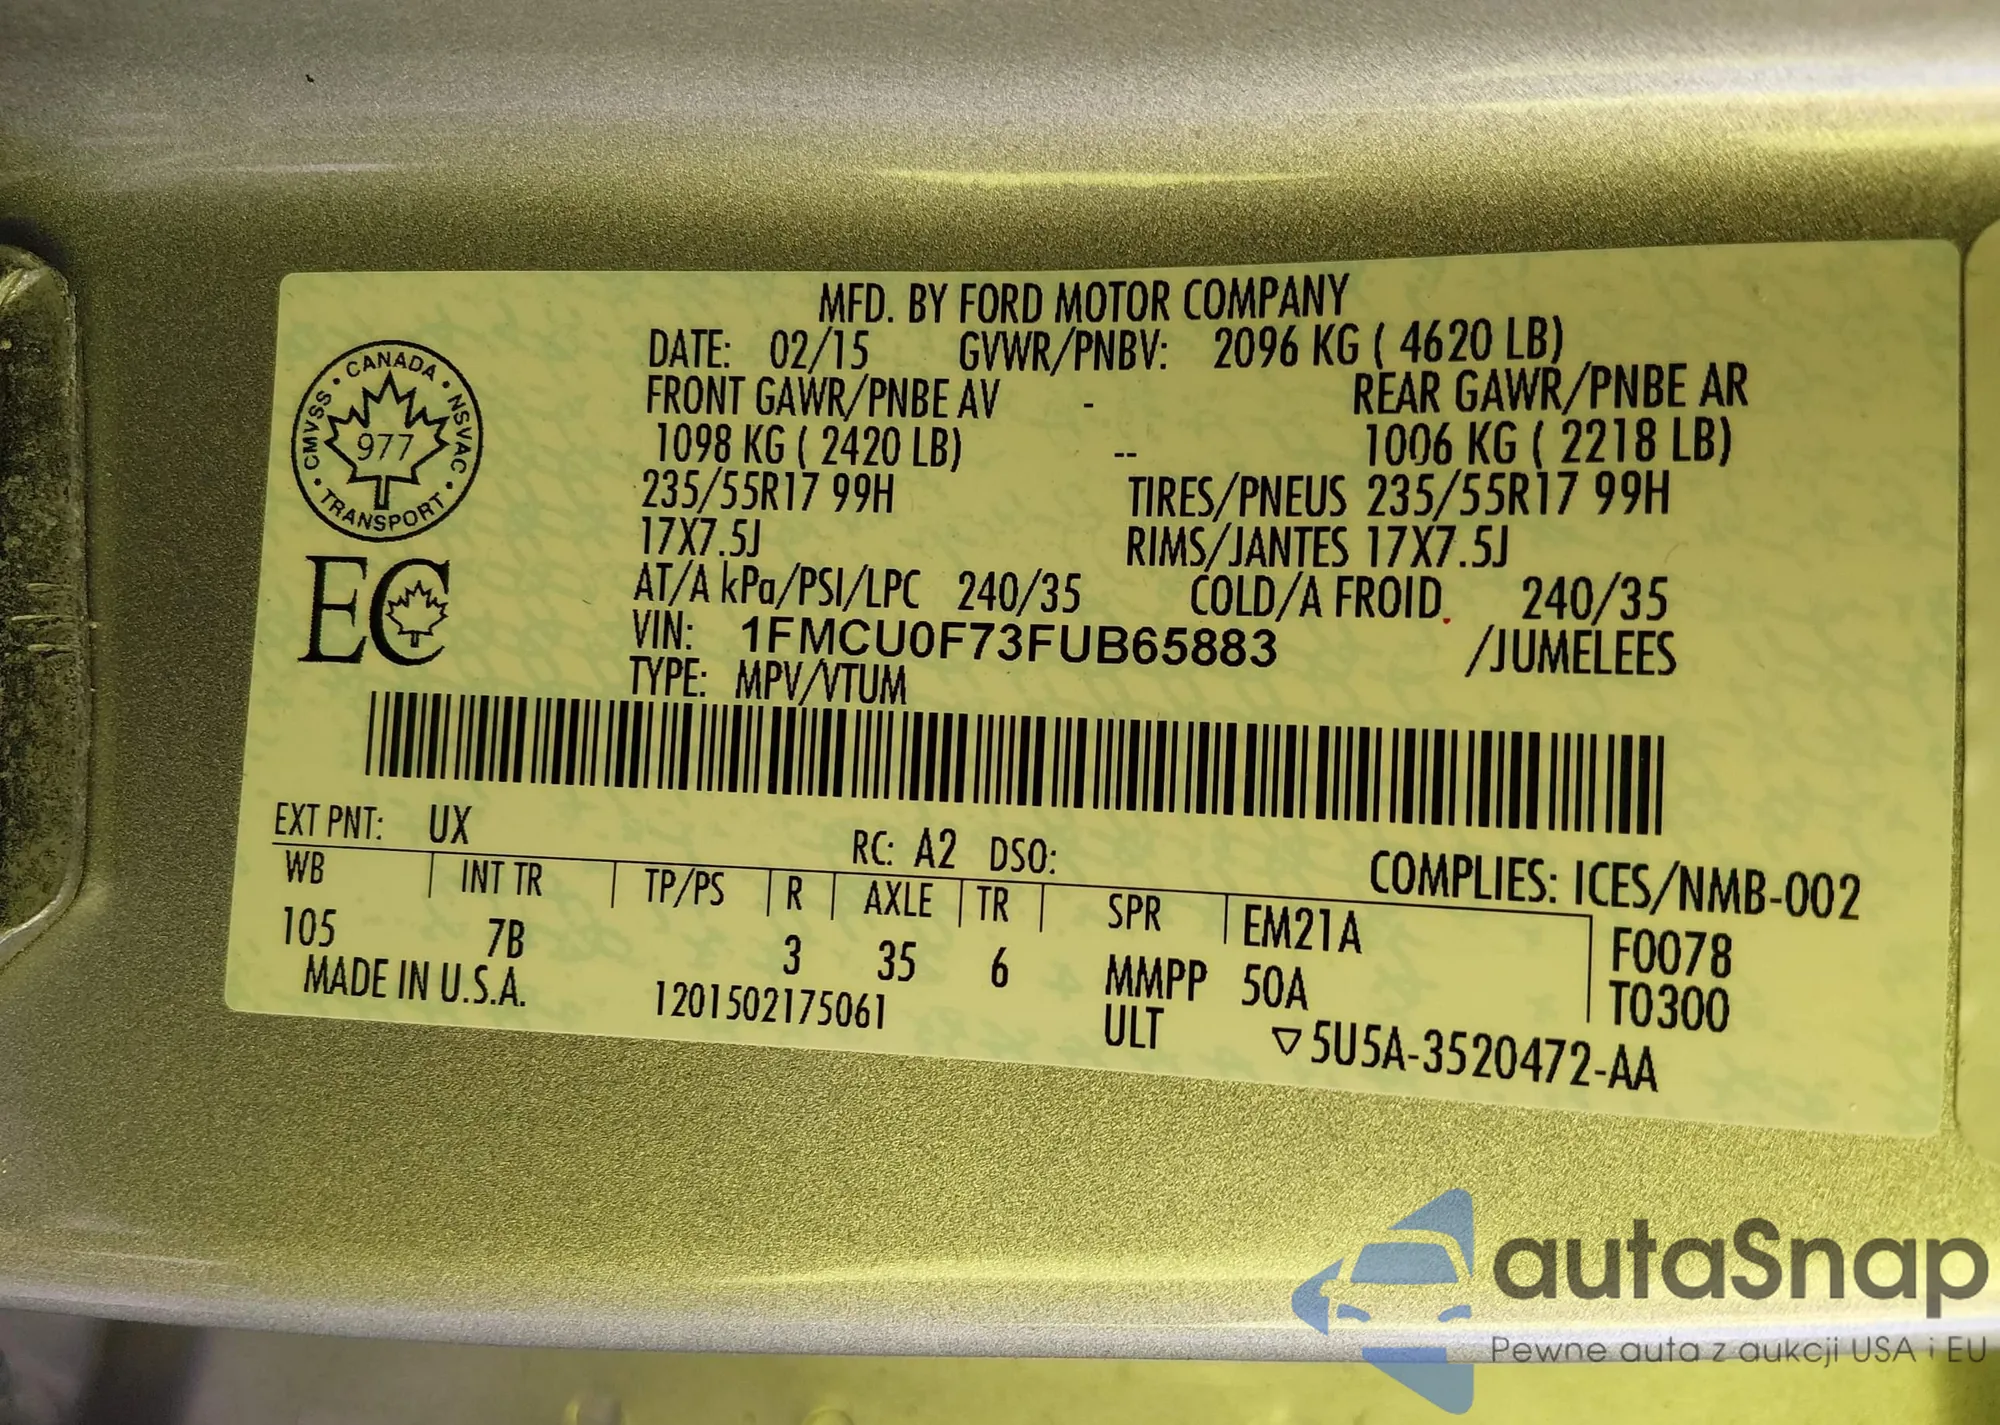 MFD. BY FORD MOTOR COMPANY
DATE: 02/15 GVWR/PNBV: 2096 KG ( 4620 LB)
FRONT GAWR/PNBE AV - REAR GAWR/PNBE AR
1098 KG ( 2420 LB) -- 1006 KG ( 2218 LB)
235/55R17 99H TIRES/PNEUS 235/55R17 99H
17X7.5J RIMS/JANTES 17X7.5J
AT/A kPa/PSI/LPC 240/35 COLD/A FROID 240/35
VIN: 1FMCU0F73FUB65883 /JUMELEES
TYPE: MPV/VTUM
CANADA · NSVAC · TRANSPORT · CMVSS ·
977
EC
EXT PNT: UX RC: A2 DSO: COMPLIES: ICES/NMB-002
WB INT TR TP/PS R AXLE TR SPR EM21A F0078
105 7B 3 35 6 MMPP 50A T0300
MADE IN U.S.A. 1201502175061 ULT ▽5U5A-3520472-AA
autaSnap
Pewne auta z aukcji USA i EU